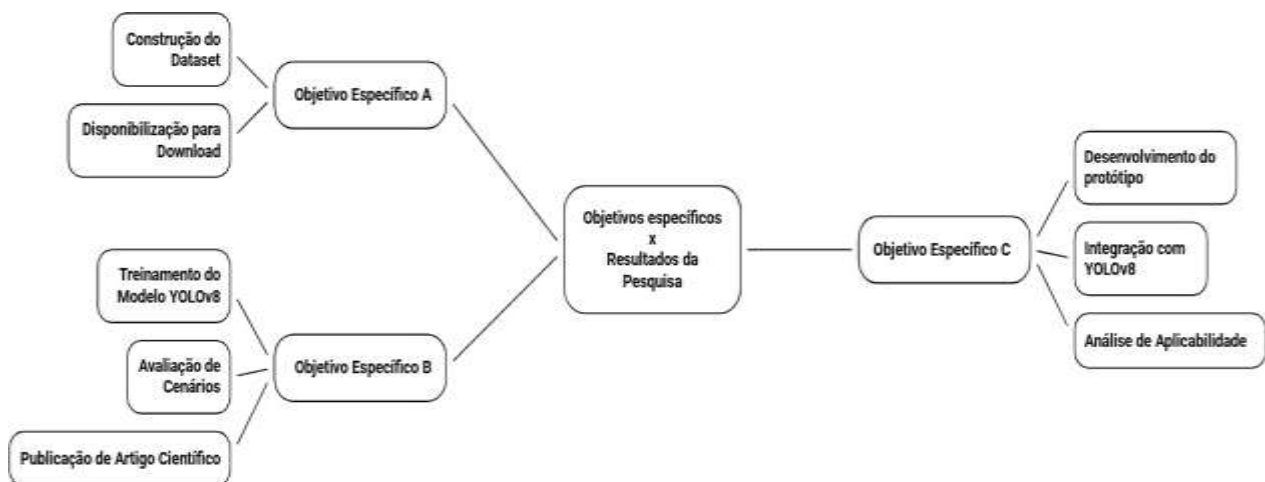 Construção do
Dataset
Objetivo Específico A
Disponibilização para
Download
Treinamento do
Modelo YOLOv8
Avaliação de
Cenários
Objetivo Específico B
Publicação de Artigo Científico
Objetivos específicos
x
Resultados da
Pesquisa
Objetivo Específico C
Desenvolvimento do
protótipo
Integração com
YOLOv8
Análise de Aplicabilidade